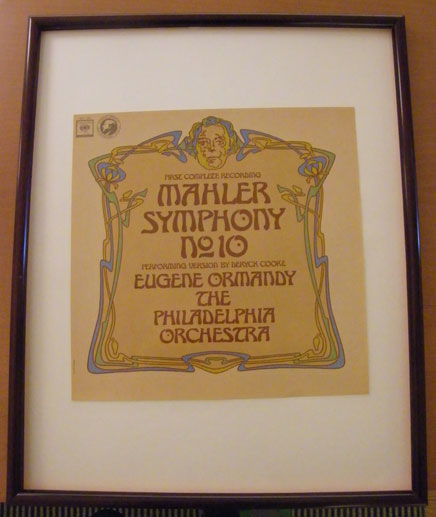 FIRST COMPLETE RECORDING
MAHLER
SYMPHONY
No 10
PERFORMING VERSION BY DERYCK COOKE
EUGENE ORMANDY
THE
PHILADELPHIA
ORCHESTRA